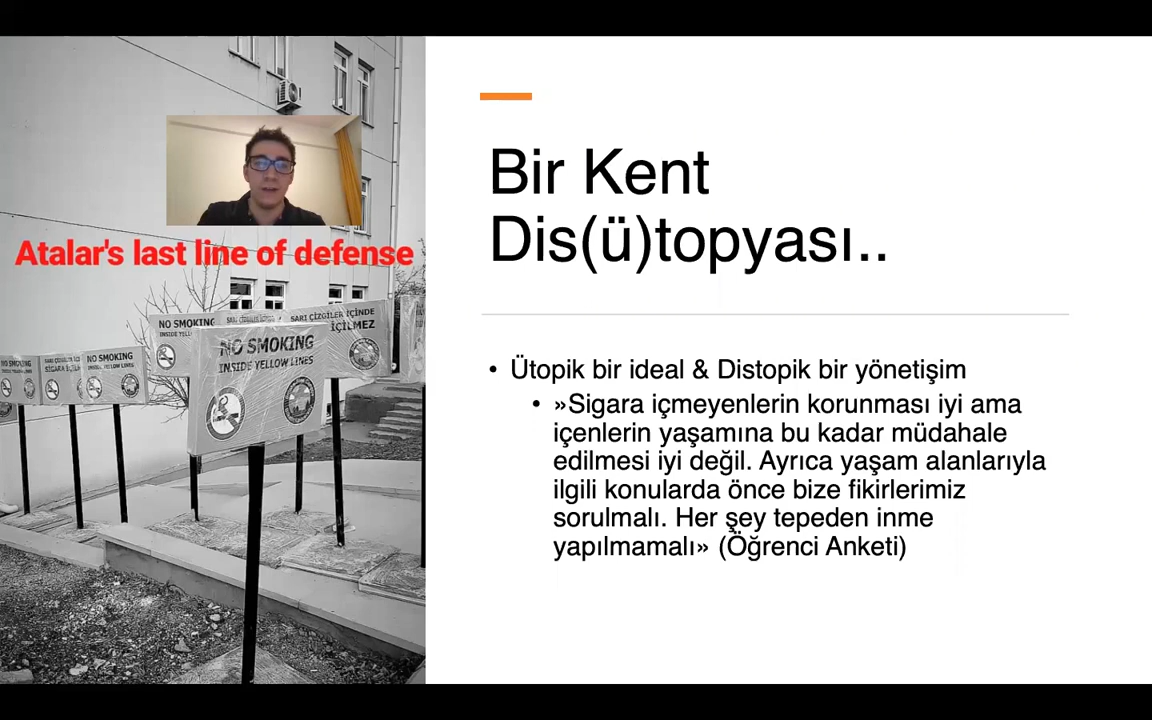 Bir Kent
Dis(ü)topyası..
Atalar's last line of defense
• Ütopik bir ideal & Distopik bir yönetişim
• »Sigara içmeyenlerin korunması iyi ama
içenlerin yaşamına bu kadar müdahale
edilmesi iyi değil. Ayrıca yaşam alanlarıyla
ilgili konularda önce bize fikirlerimiz
sorulmalı. Her şey tepeden inme
yapılmamalı» (Öğrenci Anketi)
NO SMOKING
SARI ÇİZGİLER İÇİNDE
İÇİLMEZ
NO SMOKING
INSIDE YELLOW LINES
NO SMOKING
NO SMOKING